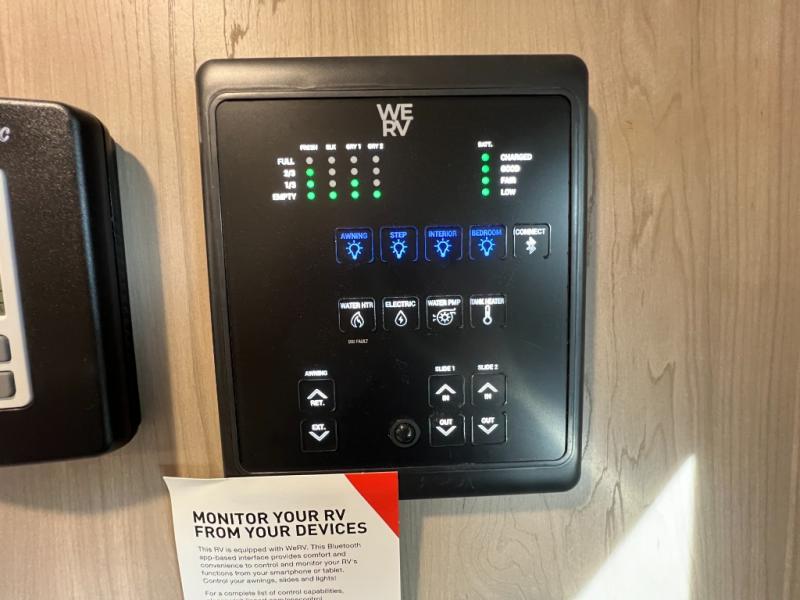 C
WE
RV
FRESH BLK GRY 1 GRY 2
FULL
2/3
1/3
EMPTY
BATT.
CHARGED
GOOD
FAIR
LOW
AWNING STEP INTERIOR BEDROOM CONNECT
WATER HTR ELECTRIC WATER PMP TANK HEATER
DSI FAULT
AWNING SLIDE 1 SLIDE 2
RET. IN IN
EXT. OUT OUT
MONITOR YOUR RV
FROM YOUR DEVICES
This RV is equipped with WeRV. This Bluetooth
app-based interface provides comfort and
convenience to control and monitor your RV's
functions from your smartphone or tablet.
Control your awnings, slides and lights!
For a complete list of control capabilities,